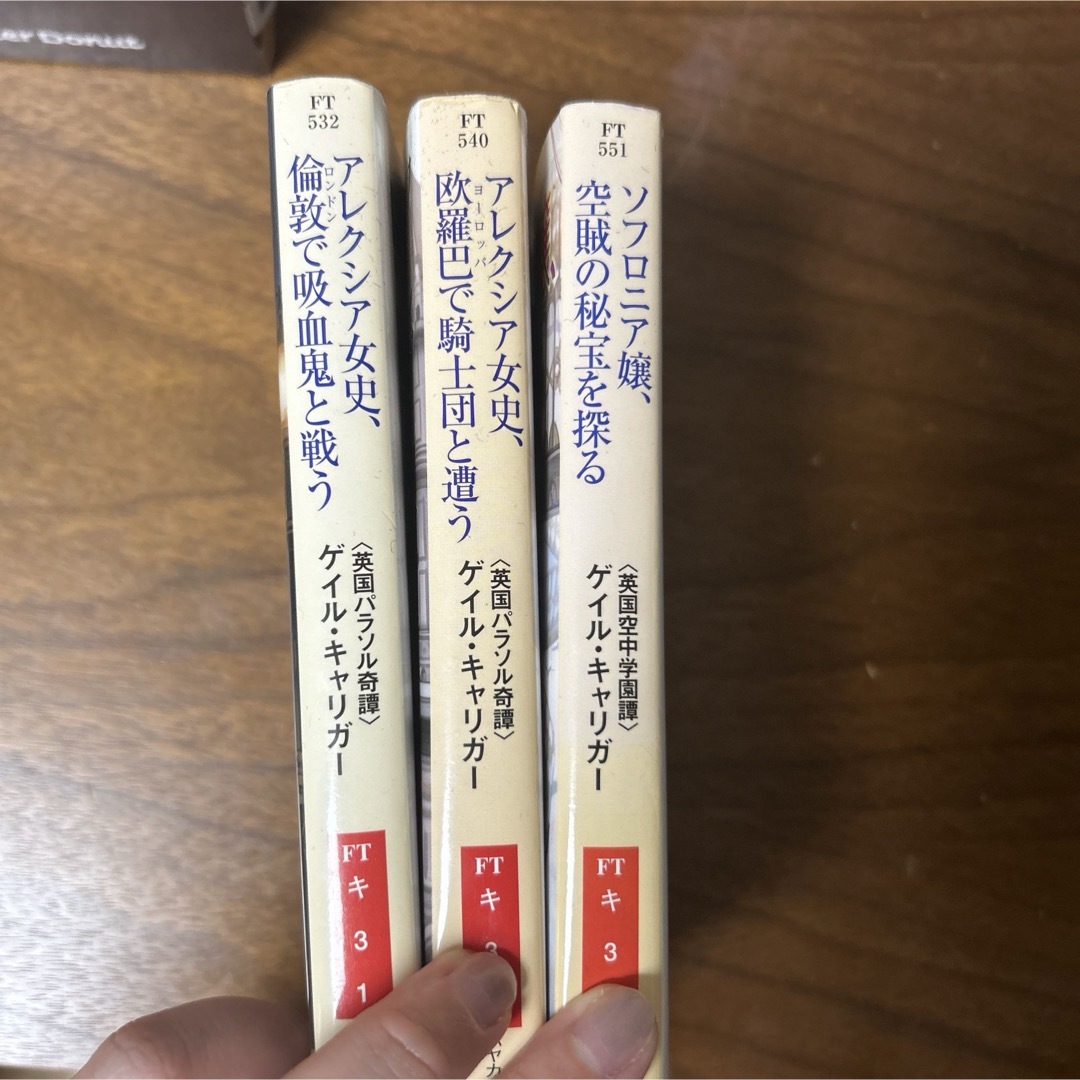 FT
532
アレクシア女史、
倫敦で吸血鬼と戦う
ロンドン
〈英国パラソル奇譚〉
ゲイル・キャリガー
FT
キ
3
1
FT
540
アレクシア女史、
欧羅巴で騎士団と遭う
ヨーロッパ
〈英国パラソル奇譚〉
ゲイル・キャリガー
FT
キ
3
ヤカ
FT
551
ソフロニア嬢、
空賊の秘宝を探る
〈英国空中学園譚〉
ゲイル・キャリガー
FT
キ
3